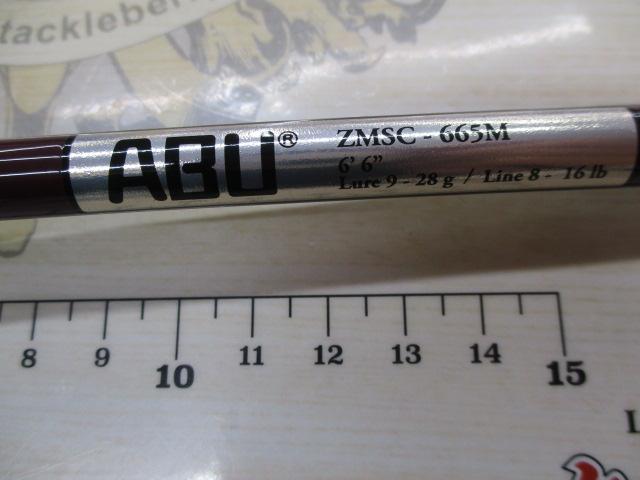 tackleber
ABU® ZMSC - 665M
6' 6"
Lure 9 - 28 g / Line 8 - 16 lb
8 9 10 11 12 13 14 15
L